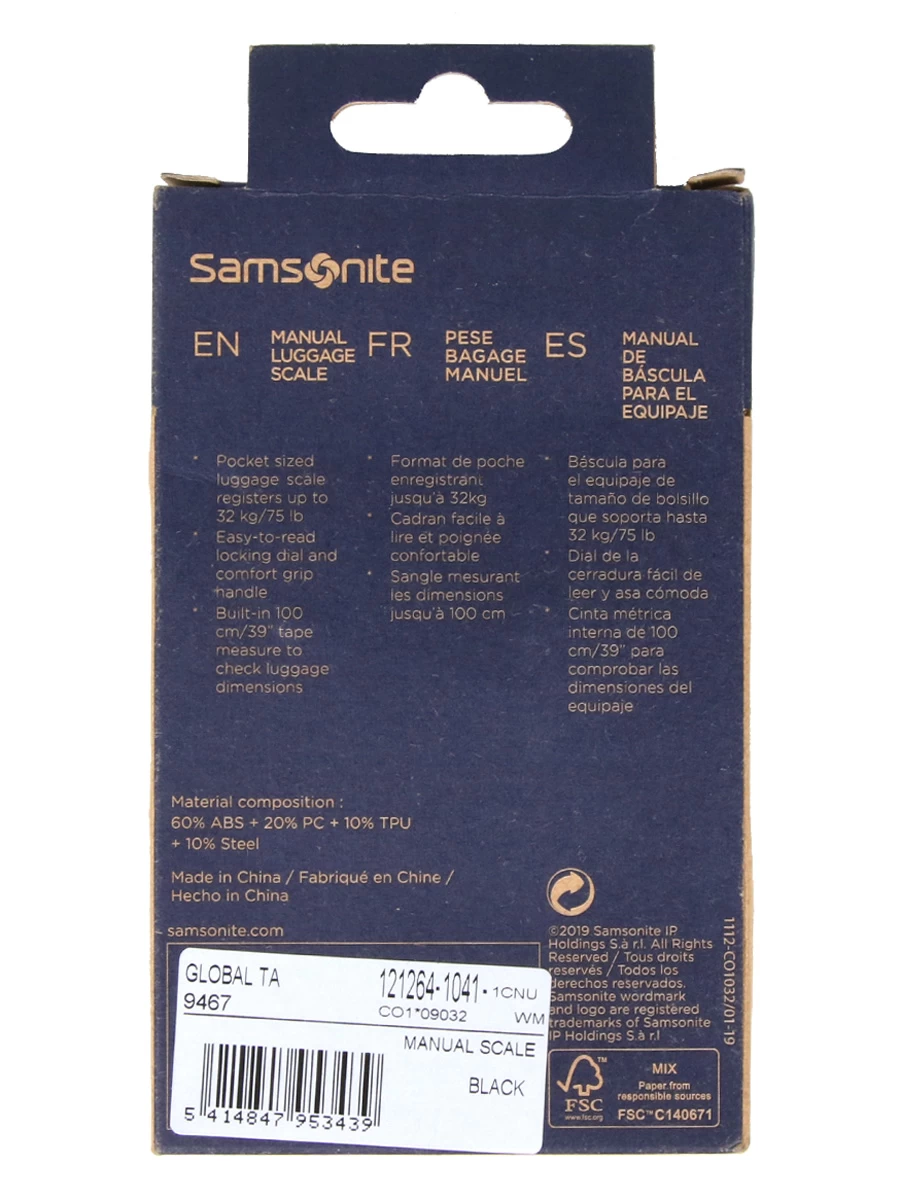 Samsonite
EN
MANUAL
LUGGAGE
SCALE
FR
PESE
BAGAGE
MANUEL
ES
MANUAL
DE
BÁSCULA
PARA EL
EQUIPAJE
* Pocket sized
luggage scale
registers up to
32 kg/75 lb
* Easy-to-read
locking dial and
comfort grip
handle
* Built-in 100
cm/39" tape
measure to
check luggage
dimensions
* Format de poche
enregistrant
jusqu'à 32kg
* Cadran facile à
lire et poignée
confortable
* Sangle mesurant
les dimensions
jusqu'à 100 cm
* Báscula para
el equipaje de
tamaño de bolsillo
que soporta hasta
32 kg/75 lb
* Dial de la
cerradura fácil de
leer y asa cómoda
* Cinta métrica
interna de 100
cm/39" para
comprobar las
dimensiones del
equipaje
Material composition :
60% ABS + 20% PC + 10% TPU
+ 10% Steel
Made in China / Fabriqué en Chine /
Hecho in China
samsonite.com
©2019 Samsonite IP
Holdings S.à r.l. All Rights
Reserved / Tous droits
reservés / Todos los
derechos reservados.
Samsonite wordmark
and logo are registered
trademarks of Samsonite
IP Holdings S.à r.l
1112-CO1032/01-19
GLOBAL TA
9467
121264-1041-1CNU
CO1*09032 WM
MANUAL SCALE
BLACK
5 414847 953439
FSC™
www.fsc.org
MIX
Paper from
responsible sources
FSC™ C140671